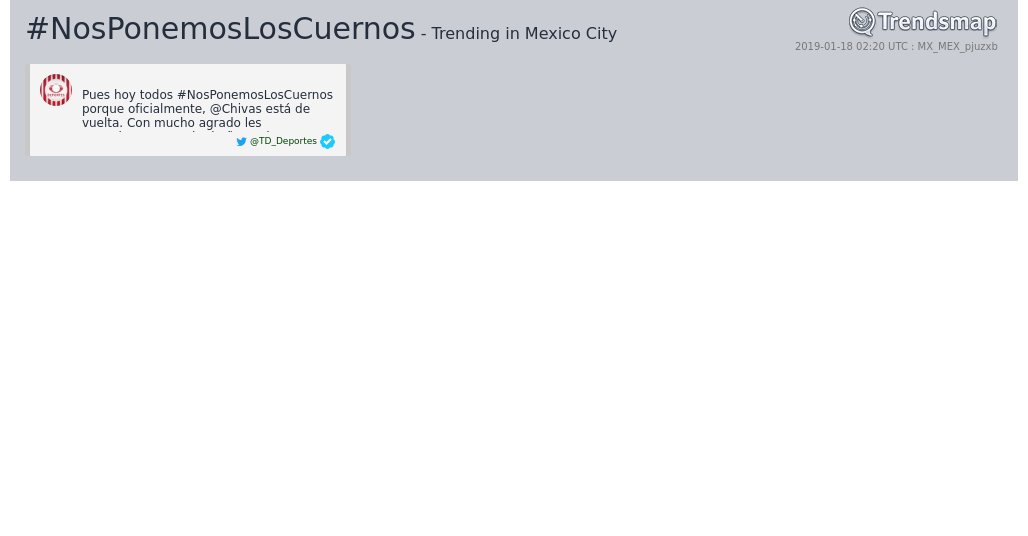 #NosPonemosLosCuernos - Trending in Mexico City
Trendsmap
2019-01-18 02:20 UTC : MX_MEX_pjuzxb
Pues hoy todos #NosPonemosLosCuernos
porque oficialmente, @Chivas está de
vuelta. Con mucho agrado les
@TD_Deportes